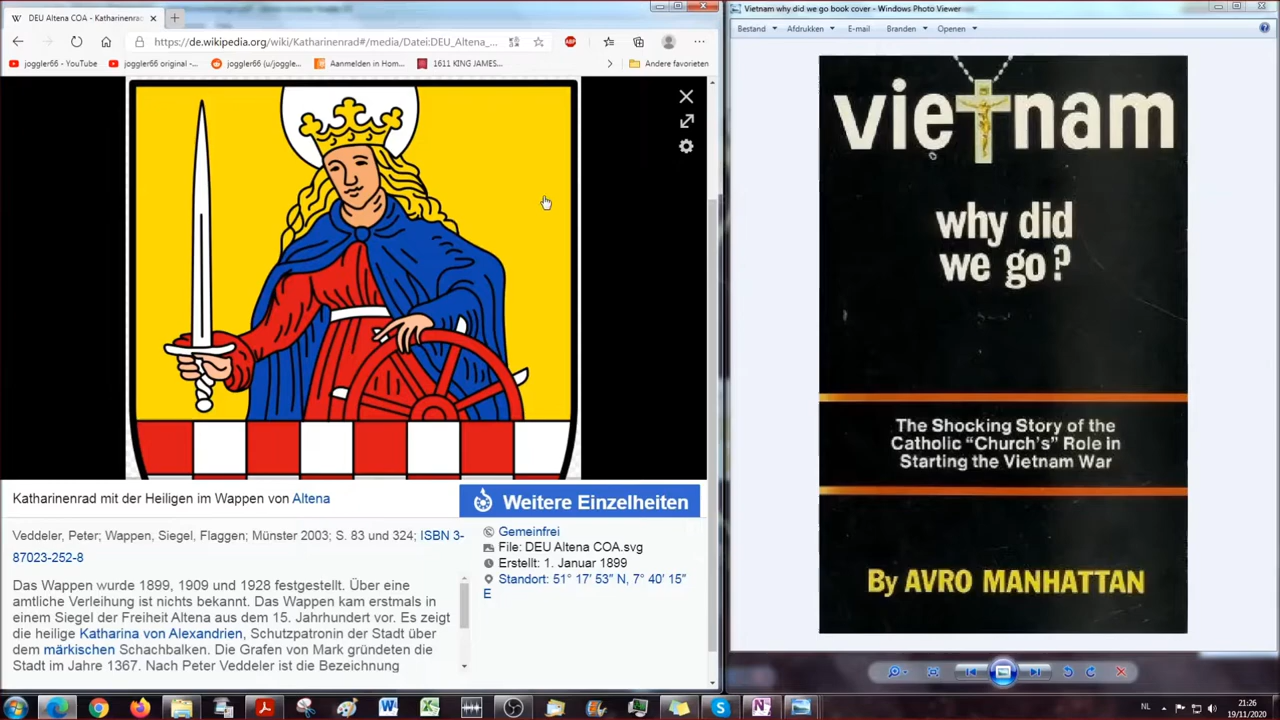 DEU Altena COA - Katharinenrad
Vietnam why did we go book cover - Windows Photo Viewer
https://de.wikipedia.org/wiki/Katharinenrad#/media/Datei:DEU_Altena_...
joggler66 - YouTube
joggler66 original -...
joggler66 (u/joggle...
Aanmelden in Hom...
1611 KING JAMES...
Andere favorieten
Bestand
Afdrukken
E-mail
Branden
Openen
vietnam
why did
we go?
The Shocking Story of the
Catholic "Church's" Role in
Starting the Vietnam War
By AVRO MANHATTAN
Katharinenrad mit der Heiligen im Wappen von Altena
Weitere Einzelheiten
Veddeler, Peter; Wappen, Siegel, Flaggen; Münster 2003; S. 83 und 324; ISBN 3-
87023-252-8
Das Wappen wurde 1899, 1909 und 1928 festgestellt. Über eine
amtliche Verleihung ist nichts bekannt. Das Wappen kam erstmals in
einem Siegel der Freiheit Altena aus dem 15. Jahrhundert vor. Es zeigt
die heilige Katharina von Alexandrien, Schutzpatronin der Stadt über
dem märkischen Schachbalken. Die Grafen von Mark gründeten die
Stadt im Jahre 1367. Nach Peter Veddeler ist die Bezeichnung
Gemeinfrei
File: DEU Altena COA.svg
Erstellt: 1. Januar 1899
Standort: 51° 17′ 53″ N, 7° 40′ 15″
E
NL
21:26
19/11/2020